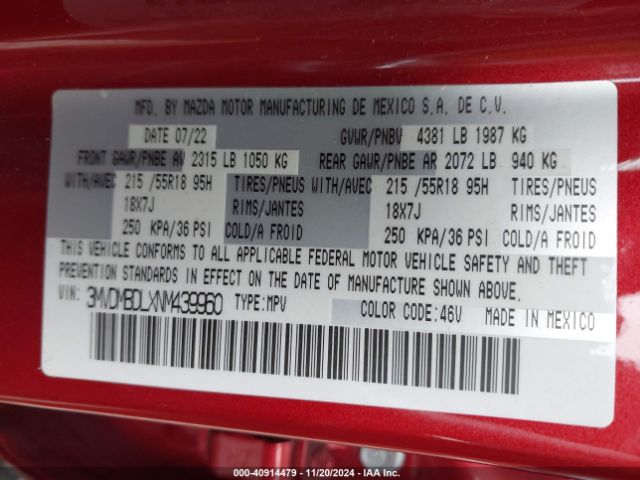 MFD. BY MAZDA MOTOR MANUFACTURING DE MEXICO S.A. DE C.V.
DATE 07/22 GVWR/PNBV 4381 LB 1987 KG
FRONT GAWR/PNBE AV 2315 LB 1050 KG REAR GAWR/PNBE AR 2072 LB 940 KG
WITH/AVEC 215 /55R18 95H TIRES/PNEUS WITH/AVEC 215 /55R18 95H TIRES/PNEUS
18X7J RIMS/JANTES 18X7J RIMS/JANTES
250 KPA/36 PSI COLD/A FROID 250 KPA/36 PSI COLD/A FROID
THIS VEHICLE CONFORMS TO ALL APPLICABLE FEDERAL MOTOR VEHICLE SAFETY AND THEFT
PREVENTION STANDARDS IN EFFECT ON THE DATE OF MANUFACTURE SHOWN ABOVE.
VIN: 3MVDMBDLXNM439960 TYPE:MPV COLOR CODE:46V MADE IN MEXICO
000-40914479 - 11/20/2024 - IAA Inc.